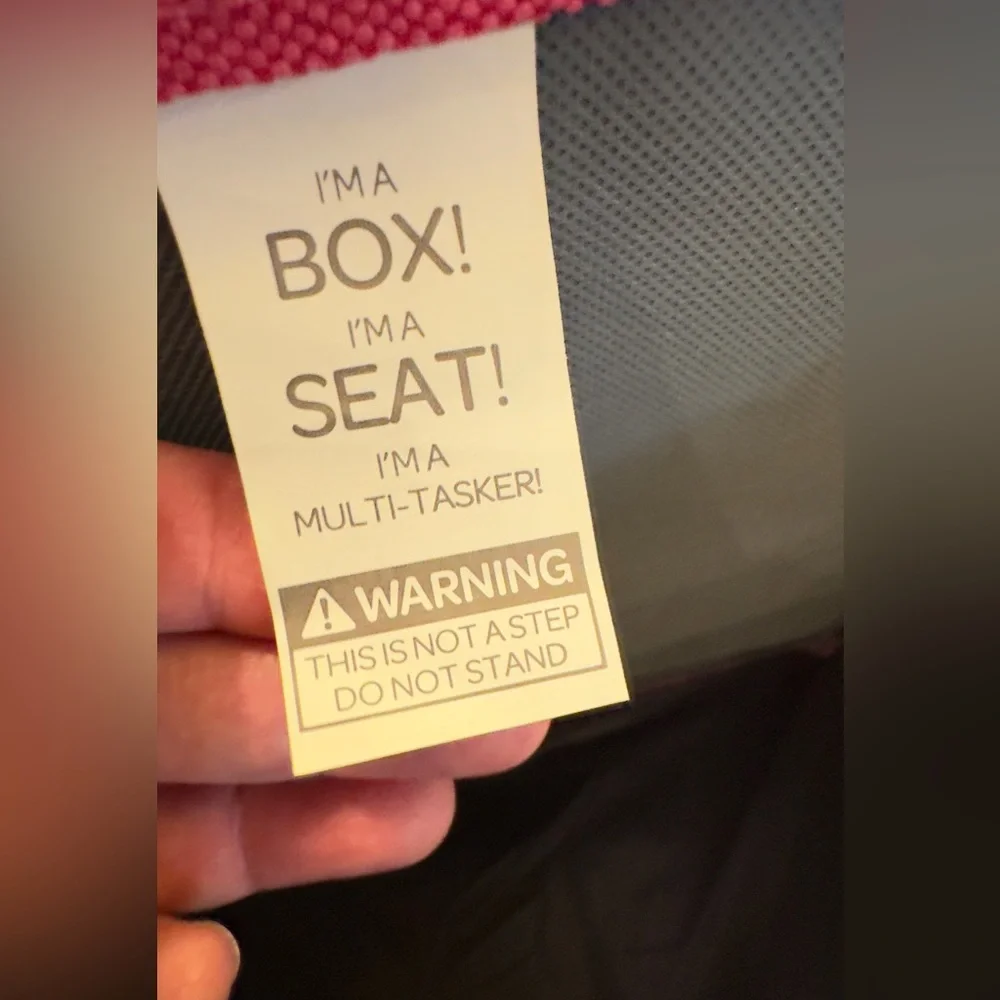 I'M A
BOX!
I'M A
SEAT!
I'M A
MULTI-TASKER!
WARNING
THIS IS NOT A STEP
DO NOT STAND